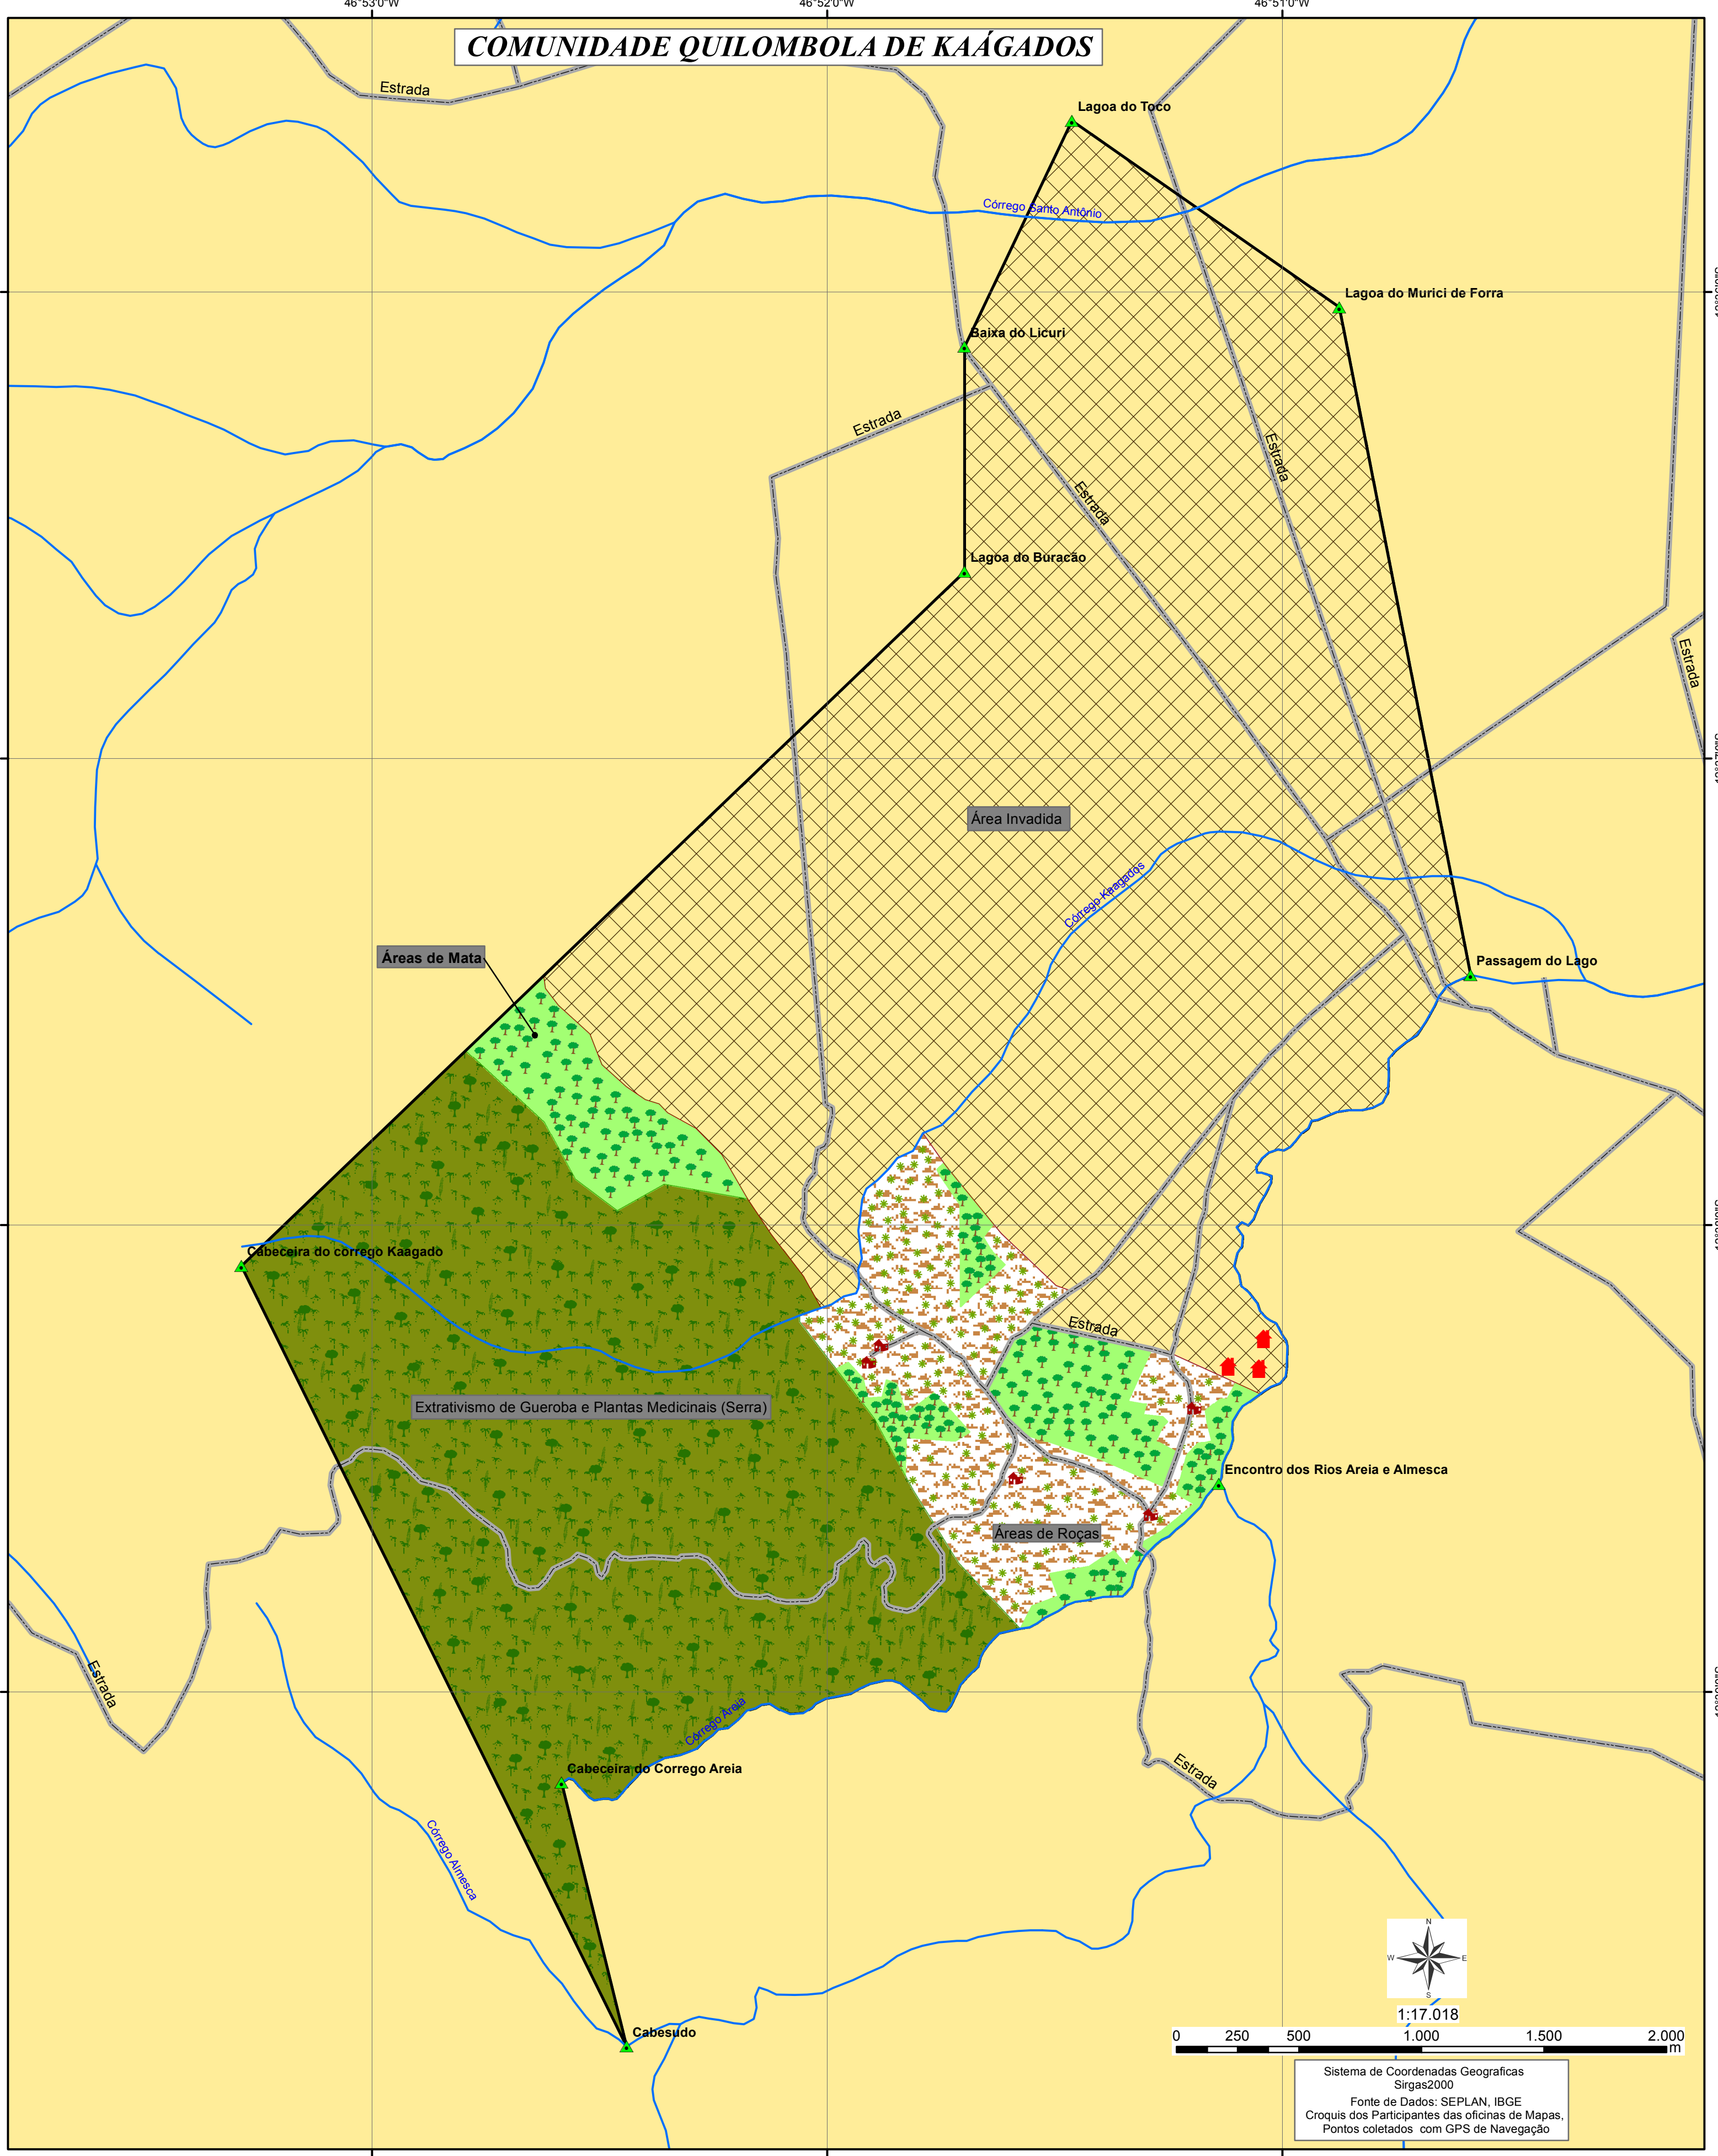 46°53'0"W
46°52'0"W
46°51'0"W
COMUNIDADE QUILOMBOLA DE KAÁGADOS
Estrada
Lagoa do Toco
Córrego Santo Antônio
Lagoa do Murici de Forra
Baixa do Licuri
Estrada
Estrada
Estrada
Lagoa do Buracão
Estrada
Área Invadida
Córrego Kaagados
Áreas de Mata
Passagem do Lago
Cabeceira do corrego Kaagado
Estrada
Extrativismo de Gueroba e Plantas Medicinais (Serra)
Encontro dos Rios Areia e Almesca
Áreas de Roças
Estrada
Córrego Areia
Cabeceira do Corrego Areia
Estrada
Córrego Almesca
N
W
E
S
1:17.018
Cabesudo
0 250 500 1.000 1.500 2.000
m
Sistema de Coordenadas Geograficas
Sirgas2000
Fonte de Dados: SEPLAN, IBGE
Croquis dos Participantes das oficinas de Mapas,
Pontos coletados com GPS de Navegação